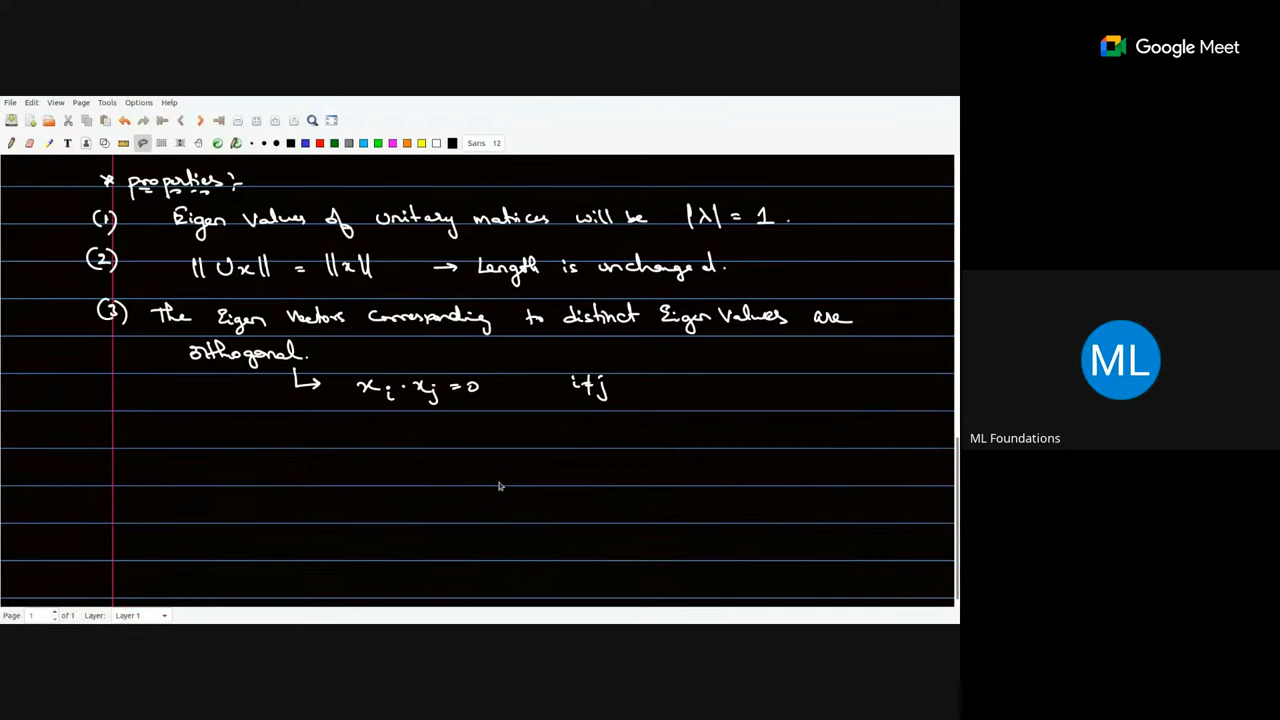 Google Meet
File Edit View Page Tools Options Help
Sans 12
* properties :-
(1) Eigen Values of unitary matrices will be |λ| = 1 .
(2) || Ux || = ||x|| → Length is unchanged.
(3) The Eigen Vectors corresponding to distinct Eigen Values are
orthogonal.
↳ x_i . x_j = 0 i≠j
ML
ML Foundations
Page 1 of 1 Layer: Layer 1